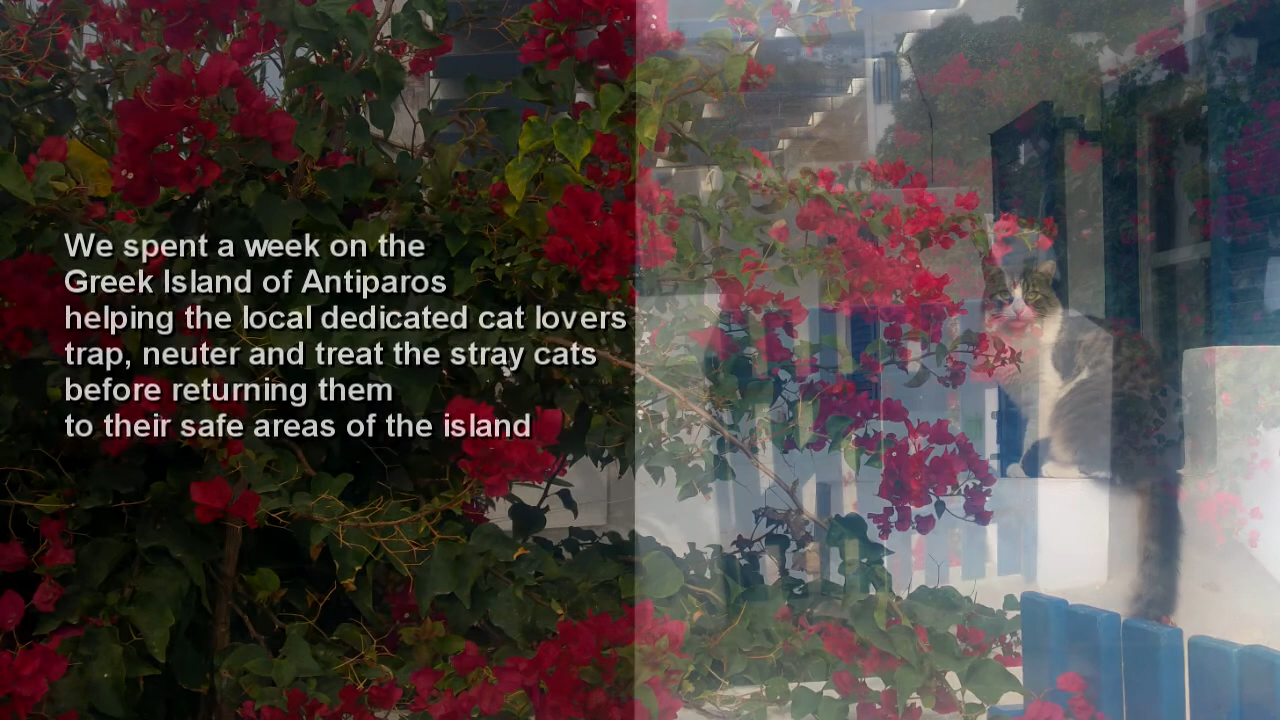 We spent a week on the
Greek Island of Antiparos
helping the local dedicated cat lovers
trap, neuter and treat the stray cats
before returning them
to their safe areas of the island